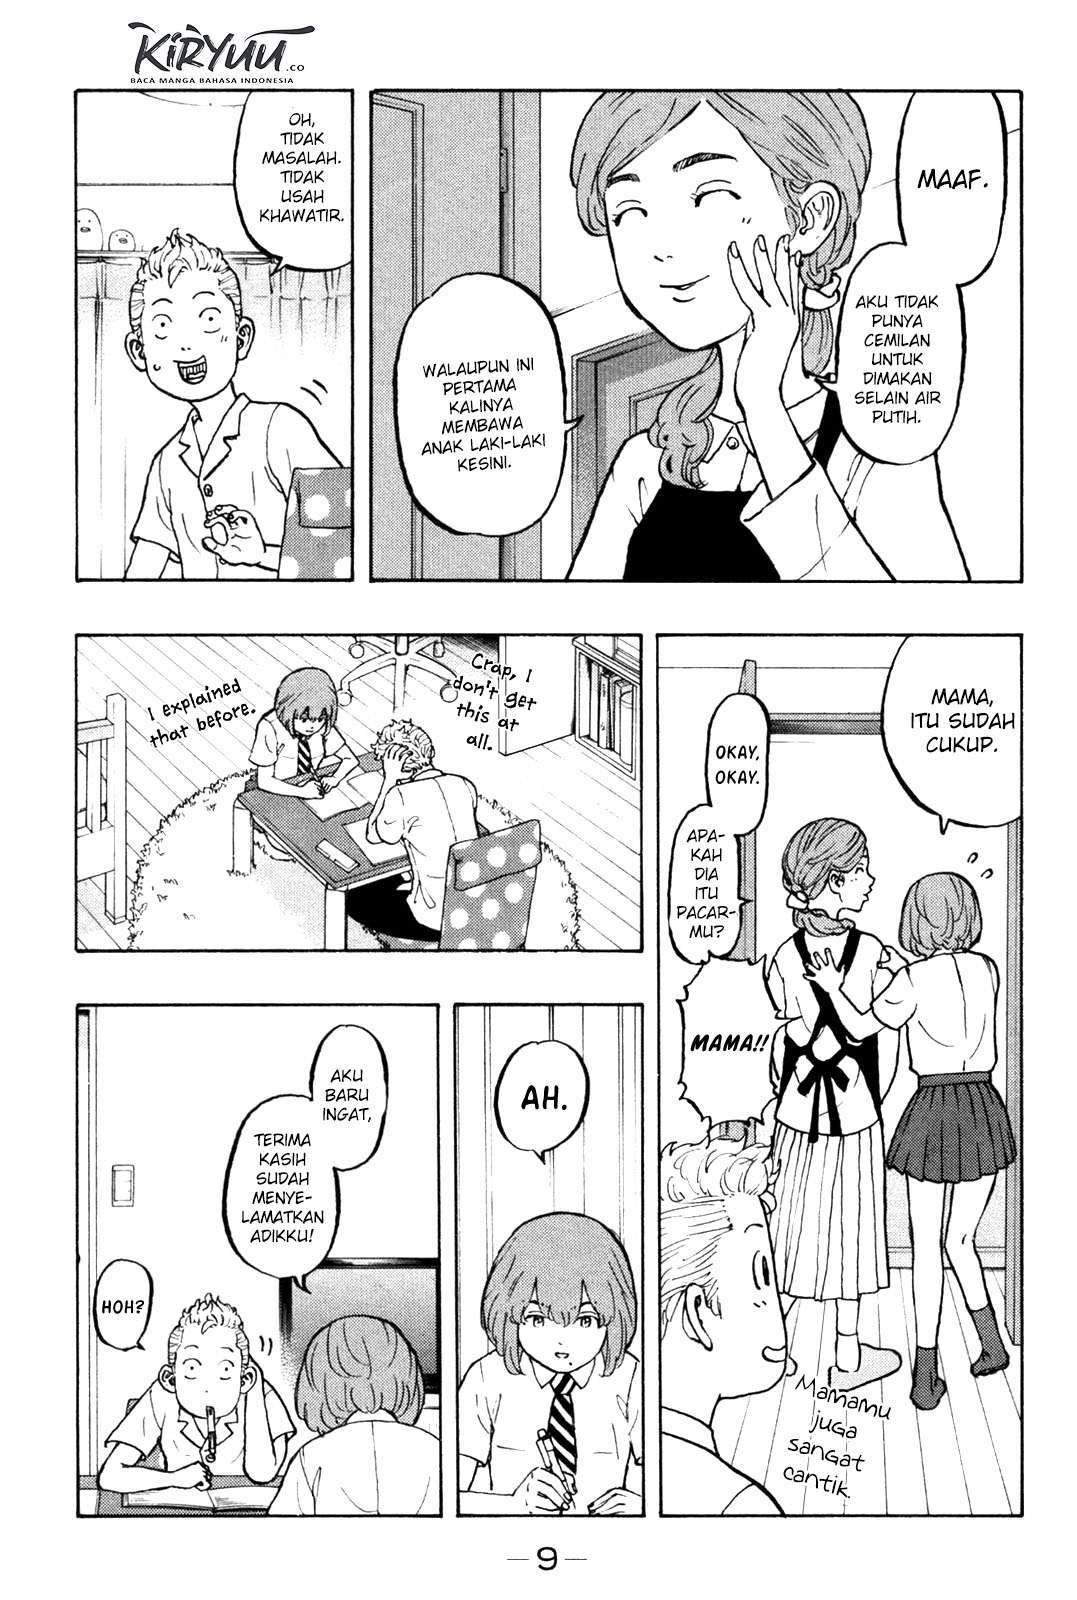 KIRYUU.CO
BACA MANGA BAHASA INDONESIA
MAAF.
AKU TIDAK
PUNYA
CEMILAN
UNTUK
DIMAKAN
SELAIN AIR
PUTIH.
WALAUPUN INI
PERTAMA
KALINYA
MEMBAWA
ANAK LAKI-LAKI
KESINI.
OH,
TIDAK
MASALAH.
TIDAK
USAH
KHAWATIR.
MAMA,
ITU SUDAH
CUKUP.
OKAY,
OKAY.
APA-
KAH
DIA
ITU
PACAR-
MU?
MAMA!!
Mamamu
juga
sangat
cantik.
Crap, I
don't get
this at
all.
I explained
that before.
AH.
AKU
BARU
INGAT,
TERIMA
KASIH
SUDAH
MENYE-
LAMATKAN
ADIKKU!
HOH?
—9—